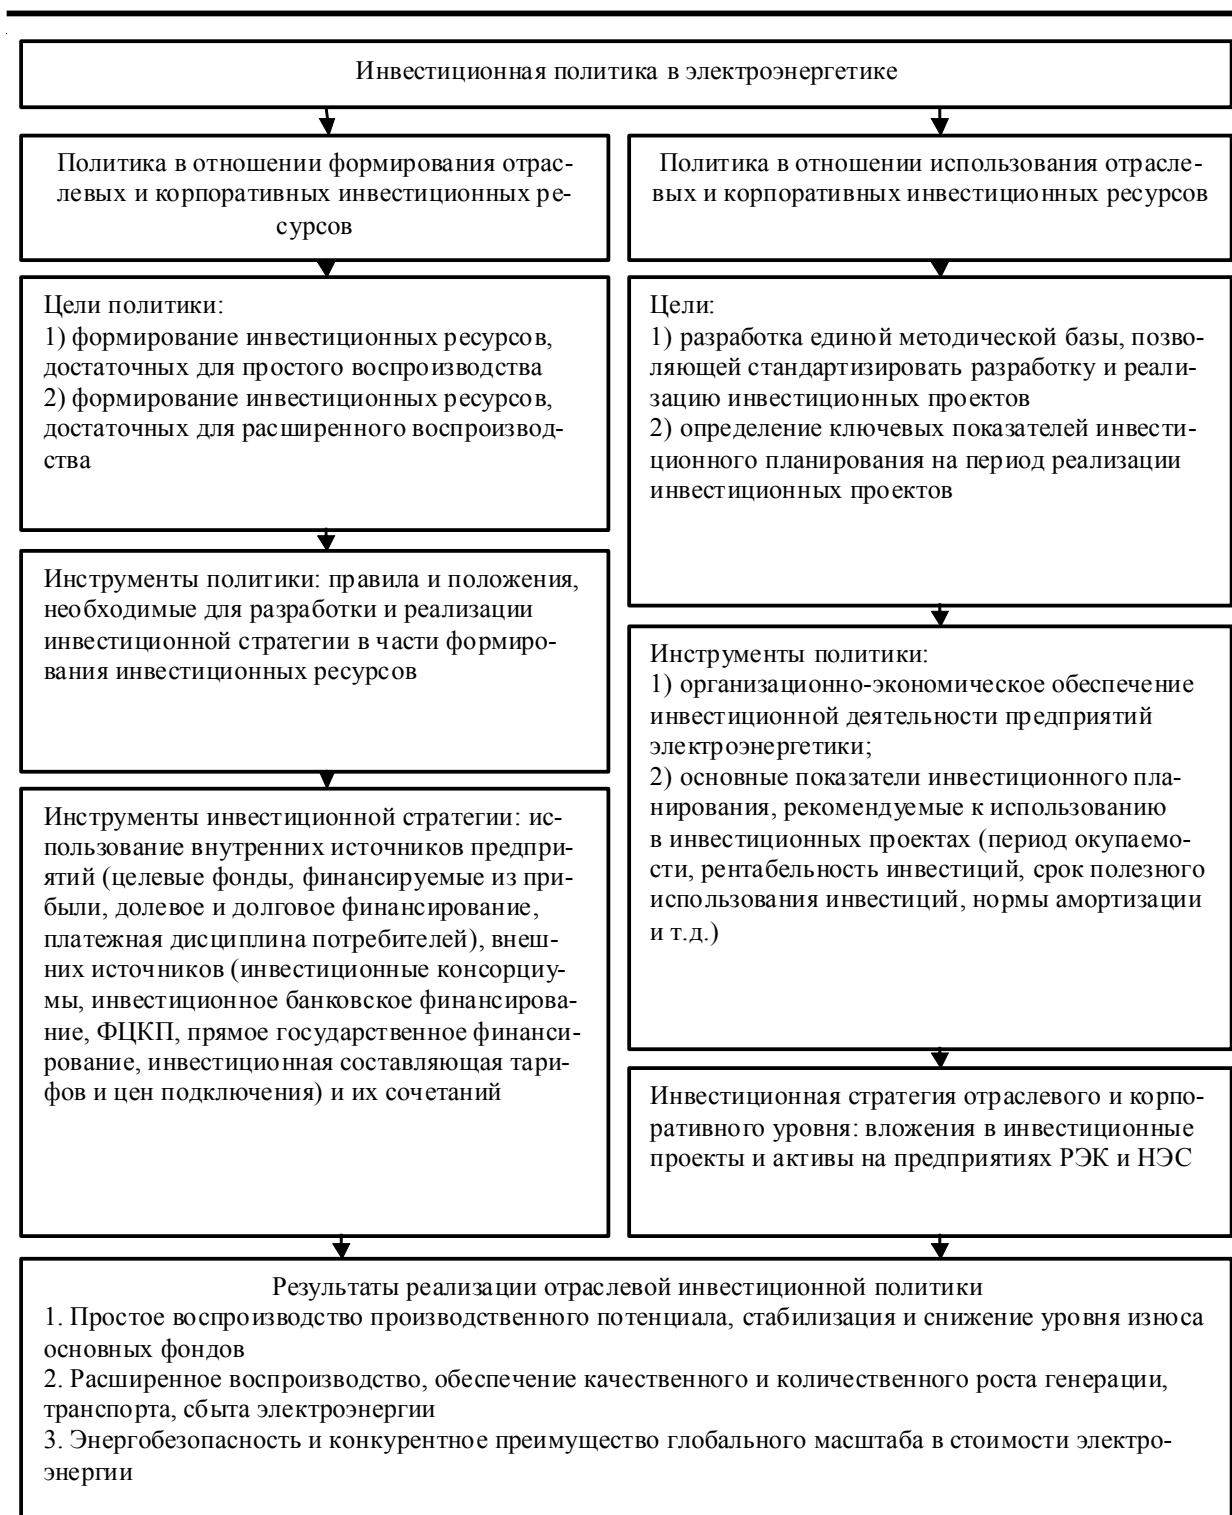 Инвестиционная политика в электроэнергетике
Политика в отношении формирования отрас-
левых и корпоративных инвестиционных ре-
сурсов
Цели политики:
1) формирование инвестиционных ресурсов,
достаточных для простого воспроизводства
2) формирование инвестиционных ресурсов,
достаточных для расширенного воспроизвод-
ства
Инструменты политики: правила и положения,
необходимые для разработки и реализации
инвестиционной стратегии в части формиро-
вания инвестиционных ресурсов
Инструменты инвестиционной стратегии: ис-
пользование внутренних источников предпри-
ятий (целевые фонды, финансируемые из при-
были, долевое и долговое финансирование,
платежная дисциплина потребителей), внеш-
них источников (инвестиционные консорциу-
мы, инвестиционное банковское финансирова-
ние, ФЦКП, прямое государственное финанси-
рование, инвестиционная составляющая тари-
фов и цен подключения) и их сочетаний
Политика в отношении использования отрасле-
вых и корпоративных инвестиционных ресурсов
Цели:
1) разработка единой методической базы, позво-
ляющей стандартизировать разработку и реали-
зацию инвестиционных проектов
2) определение ключевых показателей инвести-
ционного планирования на период реализации
инвестиционных проектов
Инструменты политики:
1) организационно-экономическое обеспечение
инвестиционной деятельности предприятий
электроэнергетики;
2) основные показатели инвестиционного пла-
нирования, рекомендуемые к использованию
в инвестиционных проектах (период окупаемо-
сти, рентабельность инвестиций, срок полезного
использования инвестиций, нормы амортизации
и т.д.)
Инвестиционная стратегия отраслевого и корпо-
ративного уровня: вложения в инвестиционные
проекты и активы на предприятиях РЭК и НЭС
Результаты реализации отраслевой инвестиционной политики
1. Простое воспроизводство производственного потенциала, стабилизация и снижение уровня износа
основных фондов
2. Расширенное воспроизводство, обеспечение качественного и количественного роста генерации,
транспорта, сбыта электроэнергии
3. Энергобезопасность и конкурентное преимущество глобального масштаба в стоимости электро-
энергии